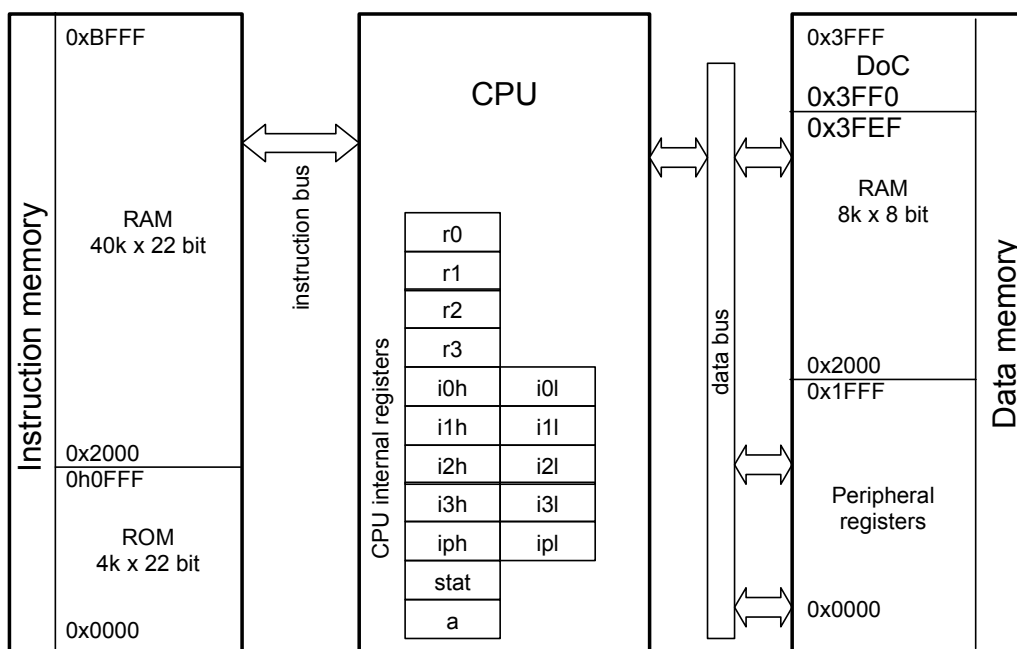 Instruction memory
0xBFFF
RAM
40k x 22 bit
0x2000
0h0FFF
ROM
4k x 22 bit
0x0000
instruction bus
CPU
CPU internal registers
r0
r1
r2
r3
i0h i0l
i1h i1l
i2h i2l
i3h i3l
iph ipl
stat
a
data bus
0x3FFF
DoC
0x3FF0
0x3FEF
RAM
8k x 8 bit
0x2000
0x1FFF
Peripheral
registers
0x0000
Data memory